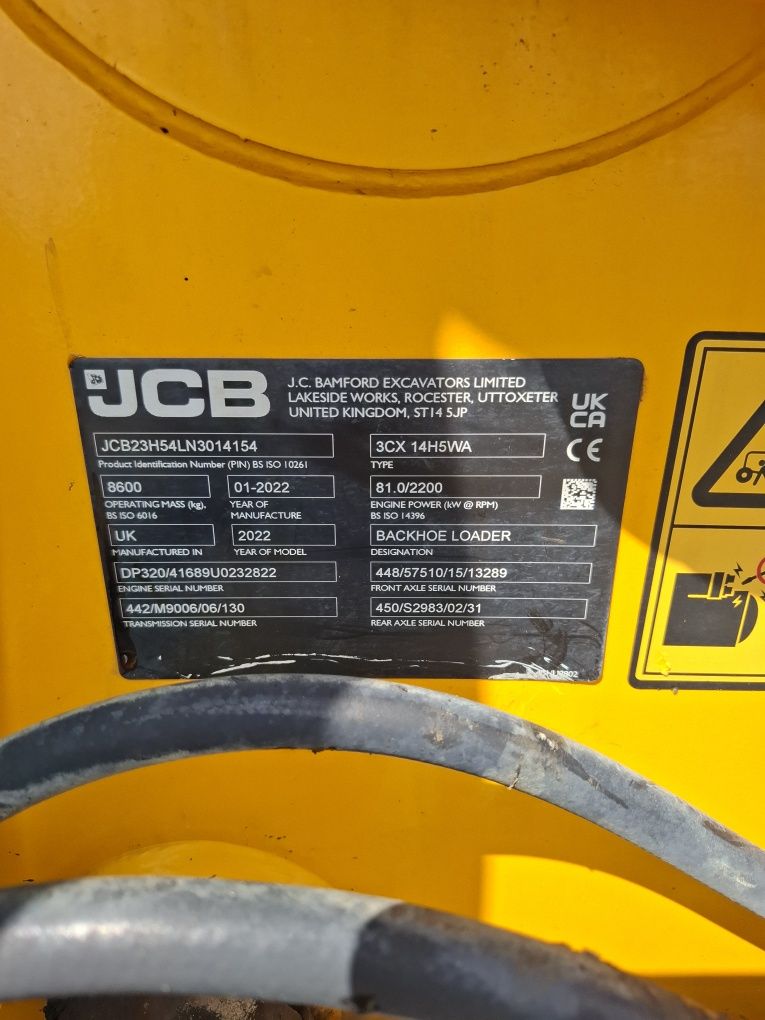 JCB
J.C. BAMFORD EXCAVATORS LIMITED
LAKESIDE WORKS, ROCESTER, UTTOXETER
UNITED KINGDOM, ST14 5JP
UK
CA
CE
JCB23H54LN3014154
Product Identification Number (PIN) BS ISO 10261
3CX 14H5WA
TYPE
8600
OPERATING MASS (kg),
BS ISO 6016
01-2022
YEAR OF
MANUFACTURE
81.0/2200
ENGINE POWER (kW @ RPM)
BS ISO 14396
UK
MANUFACTURED IN
2022
YEAR OF MODEL
BACKHOE LOADER
DESIGNATION
DP320/41689U0232822
ENGINE SERIAL NUMBER
448/57510/15/13289
FRONT AXLE SERIAL NUMBER
442/M9006/06/130
TRANSMISSION SERIAL NUMBER
450/S2983/02/31
REAR AXLE SERIAL NUMBER